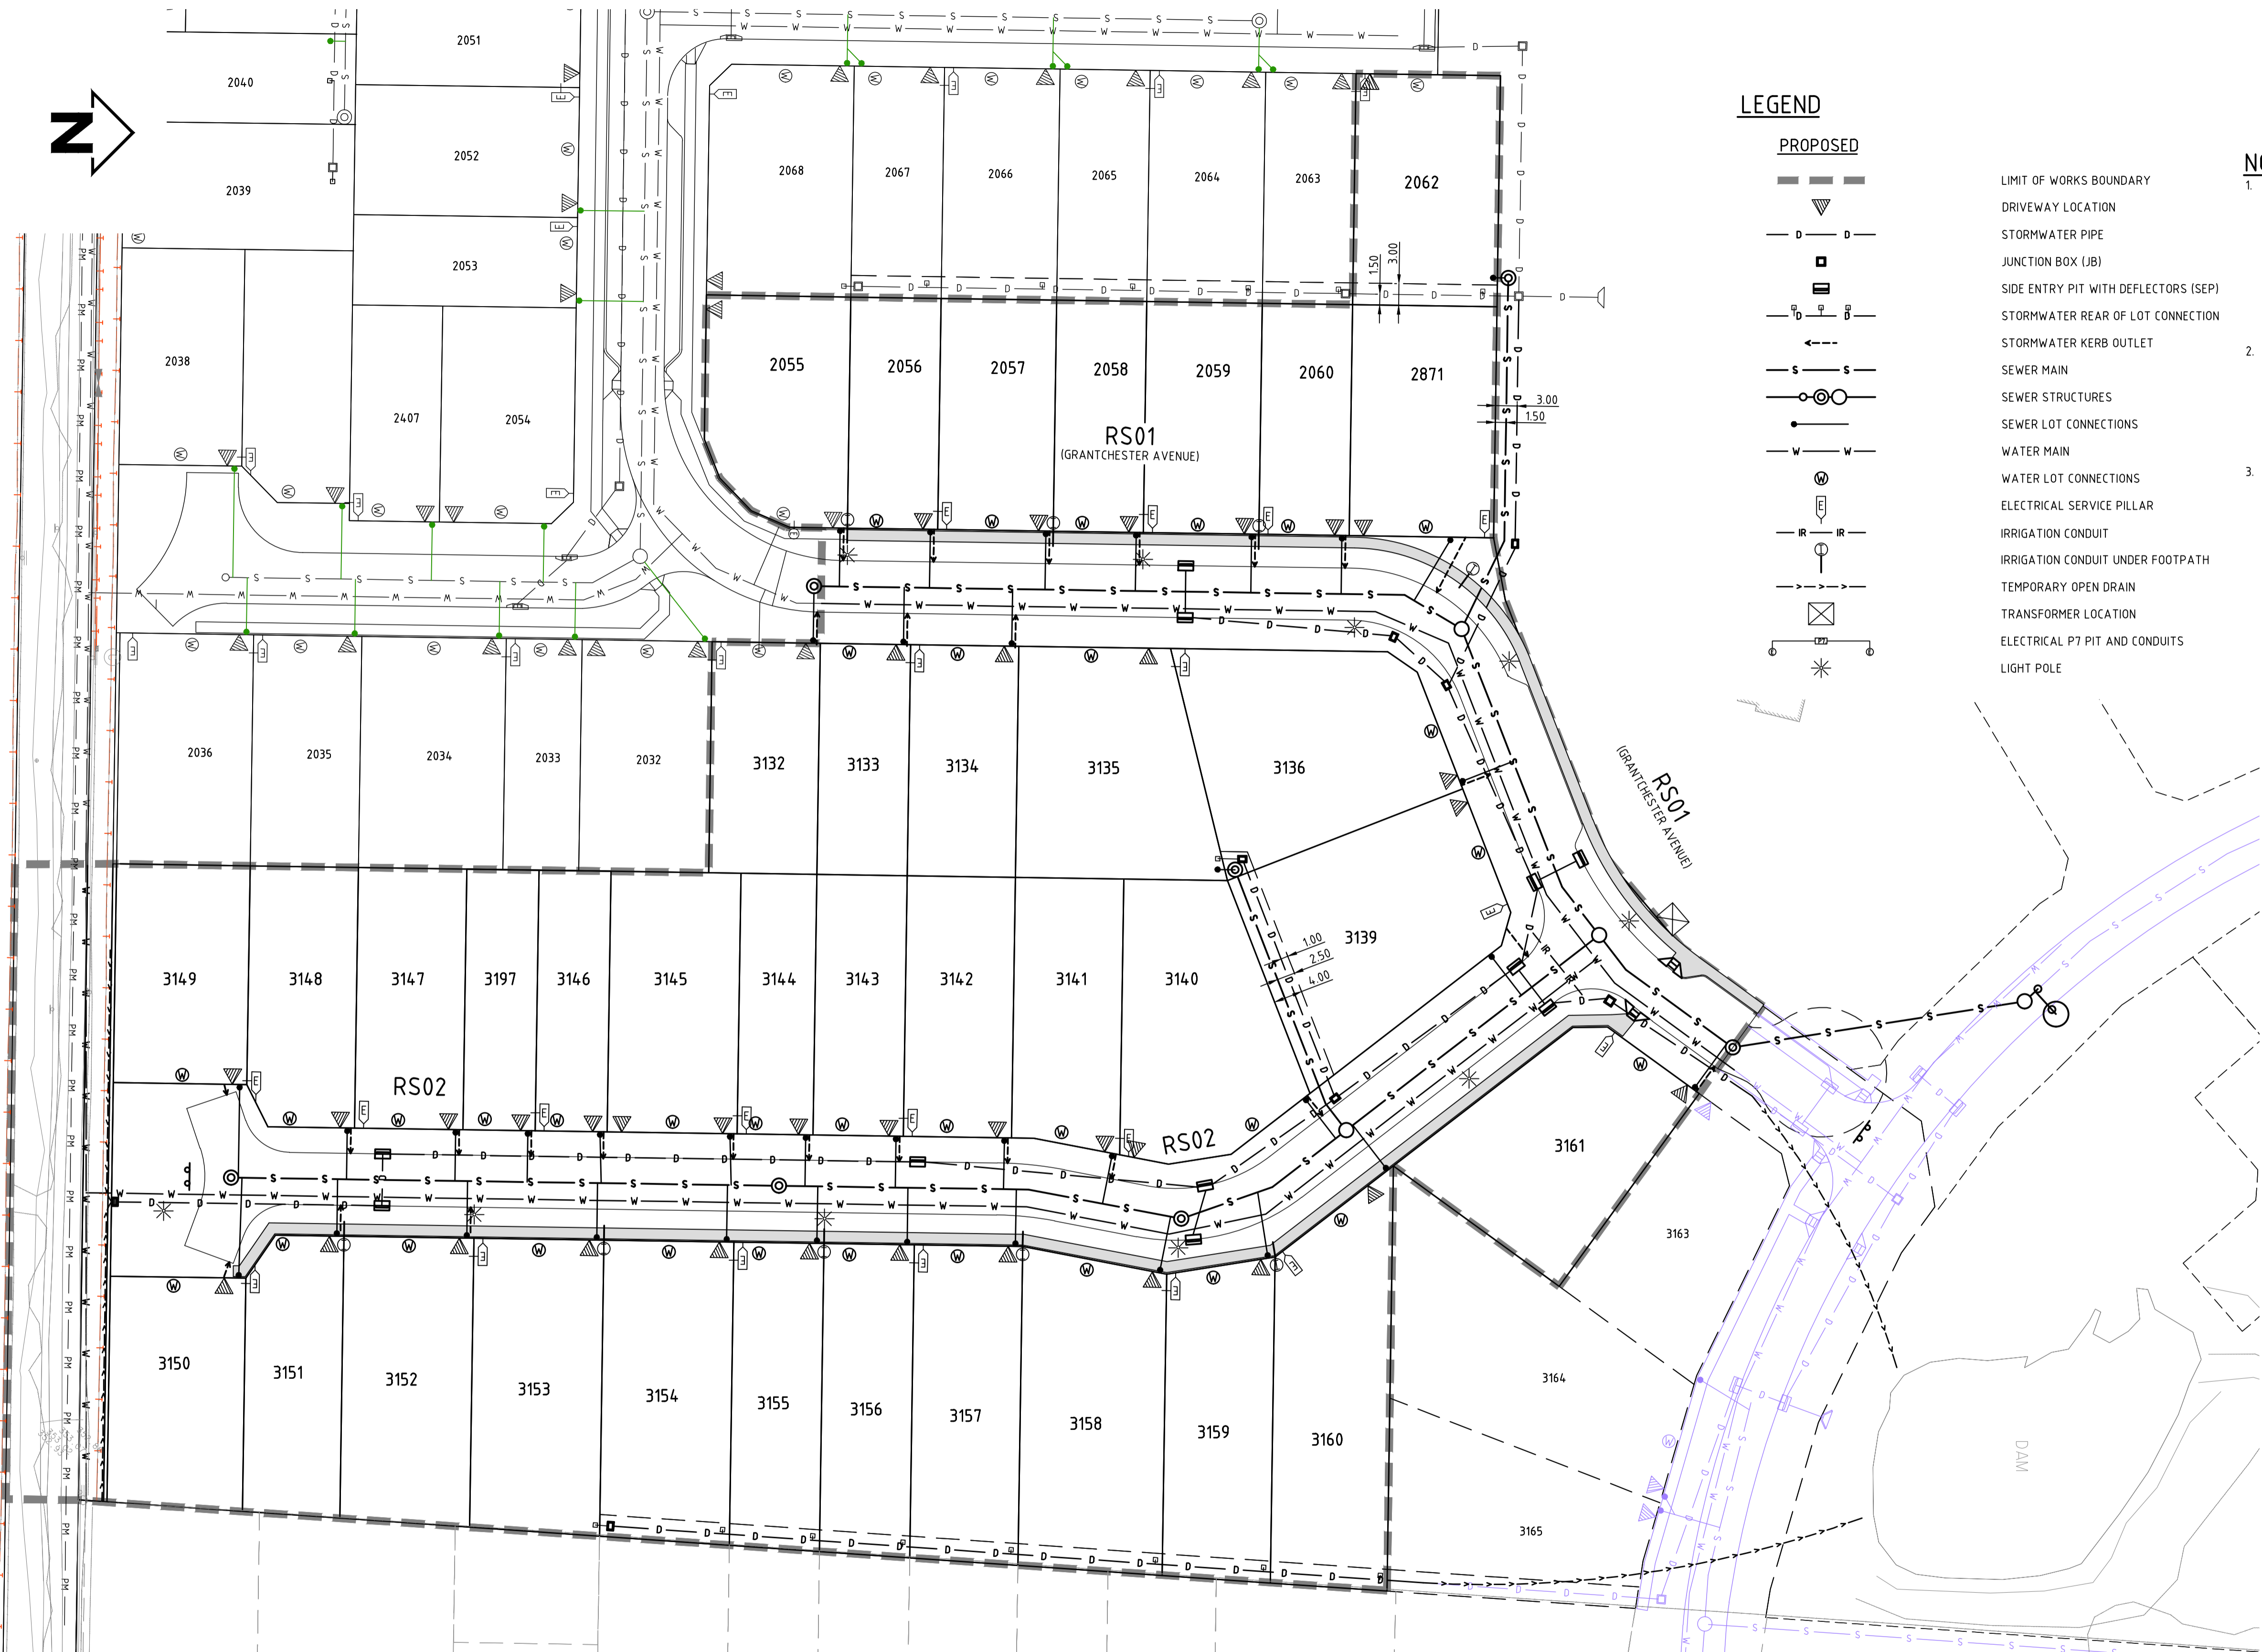 N
LEGEND
PROPOSED
LIMIT OF WORKS BOUNDARY
DRIVEWAY LOCATION
D D STORMWATER PIPE
JUNCTION BOX (JB)
SIDE ENTRY PIT WITH DEFLECTORS (SEP)
D D STORMWATER REAR OF LOT CONNECTION
STORMWATER KERB OUTLET
S S SEWER MAIN
SEWER STRUCTURES
SEWER LOT CONNECTIONS
W W WATER MAIN
W WATER LOT CONNECTIONS
E ELECTRICAL SERVICE PILLAR
IR IR IRRIGATION CONDUIT
IRRIGATION CONDUIT UNDER FOOTPATH
TEMPORARY OPEN DRAIN
TRANSFORMER LOCATION
P7 ELECTRICAL P7 PIT AND CONDUITS
LIGHT POLE
1.
2.
3.
2051
2040
2052
2039
2053
2038
2407
2054
2068
2067
2066
2065
2064
2063
2062
1.50
3.00
2055
2056
2057
2058
2059
2060
2871
3.00
1.50
RS01
(GRANTCHESTER AVENUE)
2036
2035
2034
2033
2032
3132
3133
3134
3135
3136
RS01
(GRANTCHESTER AVENUE)
3149
3148
3147
3197
3146
3145
3144
3143
3142
3141
3140
3139
1.00
2.50
4.00
IR
RS02
RS02
3161
3163
3150
3151
3152
3153
3154
3155
3156
3157
3158
3159
3160
3164
3165
DAM